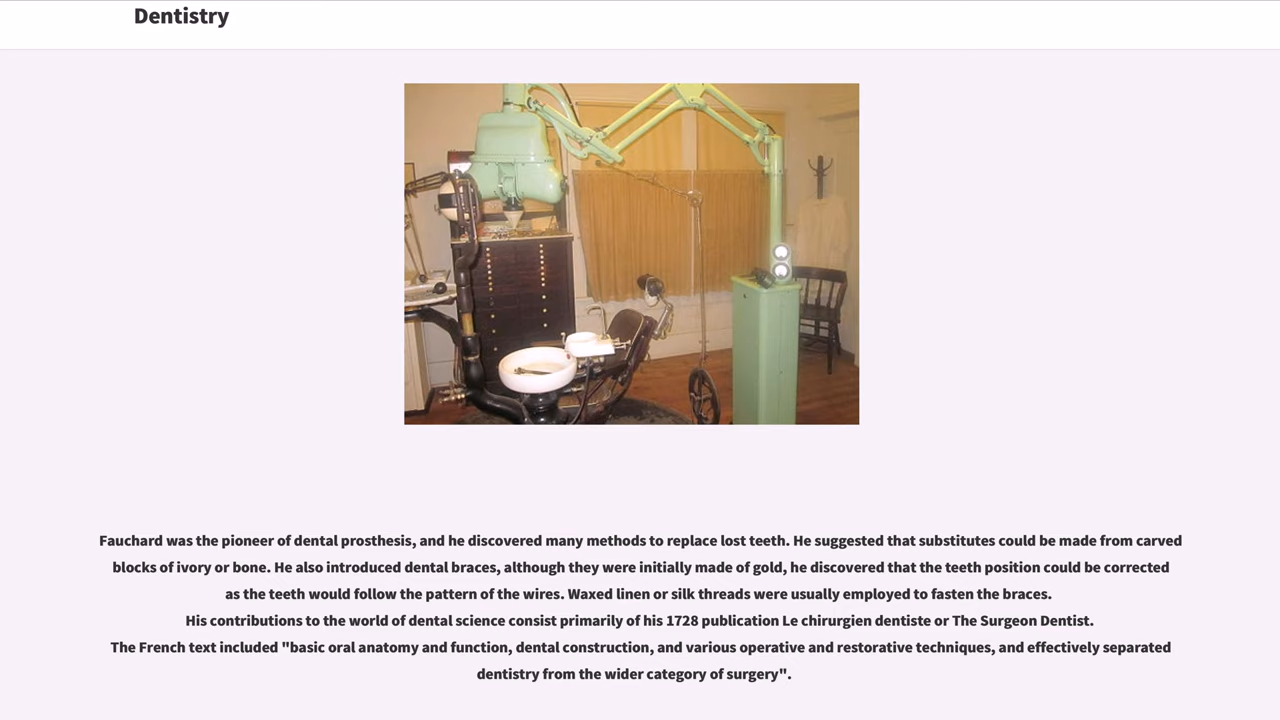 Dentistry
Fauchard was the pioneer of dental prosthesis, and he discovered many methods to replace lost teeth. He suggested that substitutes could be made from carved
blocks of ivory or bone. He also introduced dental braces, although they were initially made of gold, he discovered that the teeth position could be corrected
as the teeth would follow the pattern of the wires. Waxed linen or silk threads were usually employed to fasten the braces.
His contributions to the world of dental science consist primarily of his 1728 publication Le chirurgien dentiste or The Surgeon Dentist.
The French text included "basic oral anatomy and function, dental construction, and various operative and restorative techniques, and effectively separated
dentistry from the wider category of surgery".